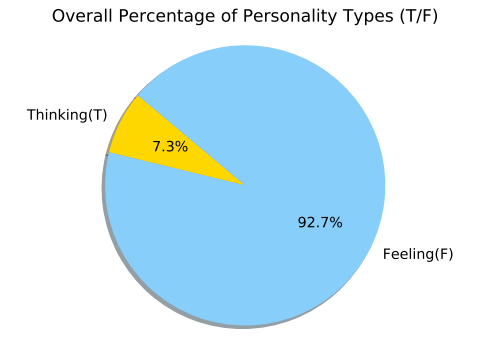 Overall Percentage of Personality Types (T/F)
Thinking(T)
7.3%
92.7%
Feeling(F)